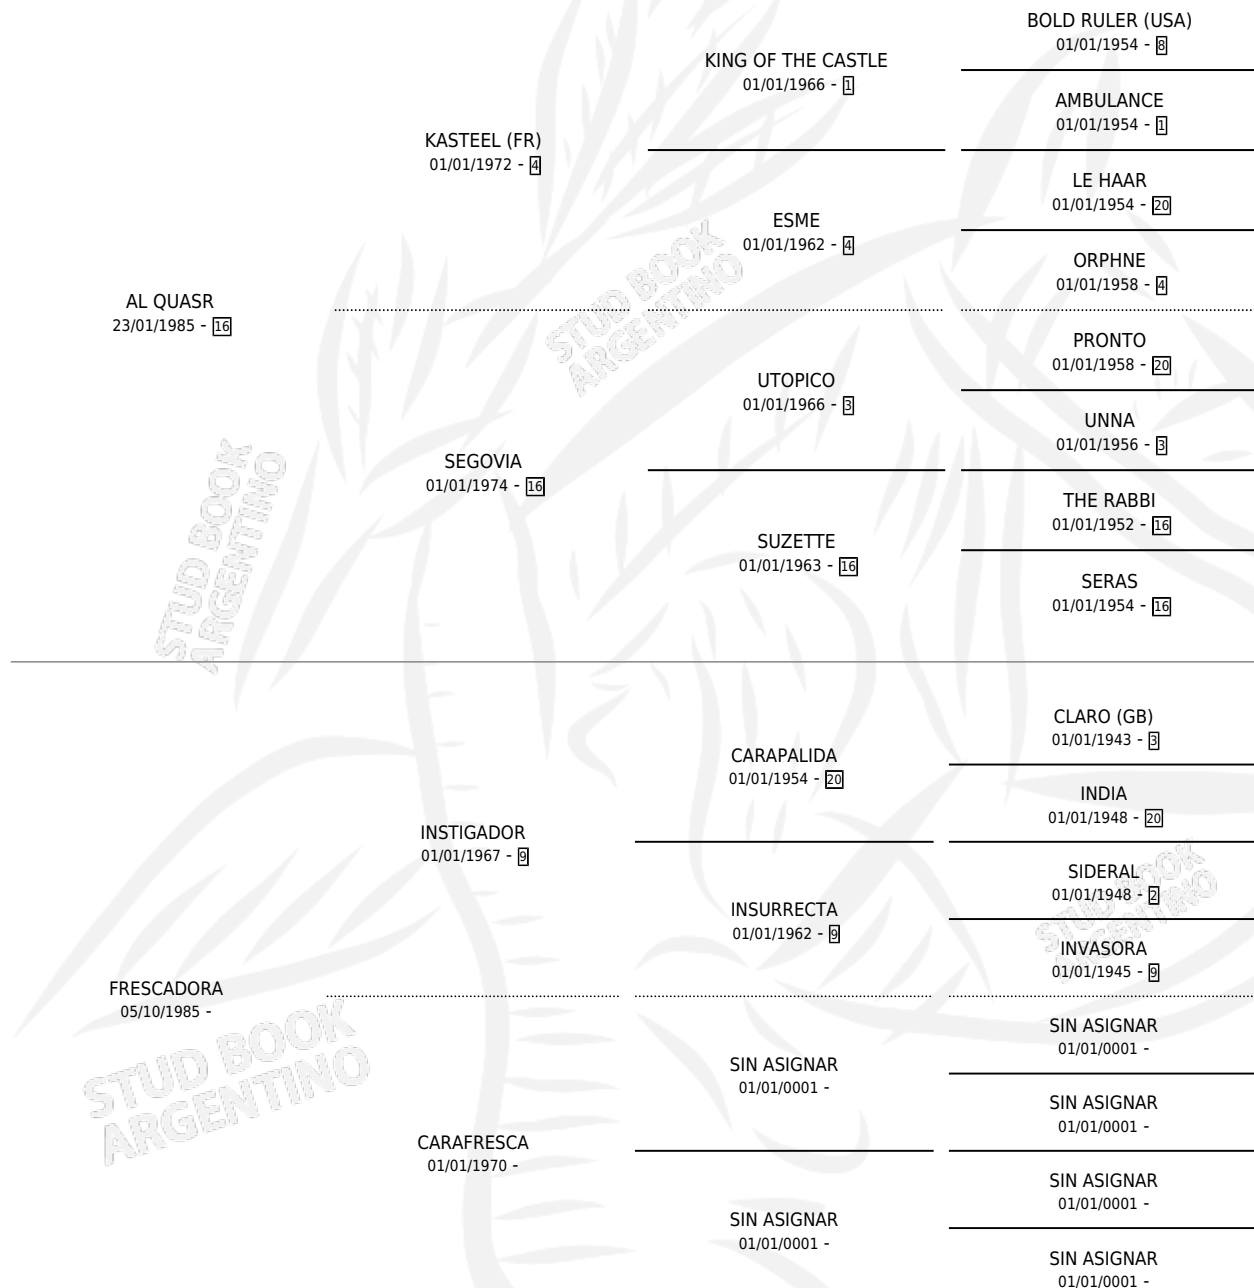 BOLD RULER (USA)
01/01/1954 - 8
KING OF THE CASTLE
01/01/1966 - 1
AMBULANCE
01/01/1954 - 1
KASTEEL (FR)
01/01/1972 - 4
LE HAAR
01/01/1954 - 20
ESME
01/01/1962 - 4
ORPHNE
01/01/1958 - 4
AL QUASR
23/01/1985 - 16
PRONTO
01/01/1958 - 20
UTOPICO
01/01/1966 - 3
UNNA
01/01/1956 - 3
SEGOVIA
01/01/1974 - 16
THE RABBI
01/01/1952 - 16
SUZETTE
01/01/1963 - 16
SERAS
01/01/1954 - 16
CLARO (GB)
01/01/1943 - 3
CARAPALIDA
01/01/1954 - 20
INDIA
01/01/1948 - 20
INSTIGADOR
01/01/1967 - 9
SIDERAL
01/01/1948 - 2
INSURRECTA
01/01/1962 - 9
INVASORA
01/01/1945 - 9
FRESCADORA
05/10/1985 -
SIN ASIGNAR
01/01/0001 -
SIN ASIGNAR
01/01/0001 -
SIN ASIGNAR
01/01/0001 -
CARAFRESCA
01/01/1970 -
SIN ASIGNAR
01/01/0001 -
SIN ASIGNAR
01/01/0001 -
SIN ASIGNAR
01/01/0001 -
STUD BOOK
ARGENTINO
STUD BOOK
ARGENTINO
STUD BOOK
ARGENTINO
STUD BOOK
ARGENTINO